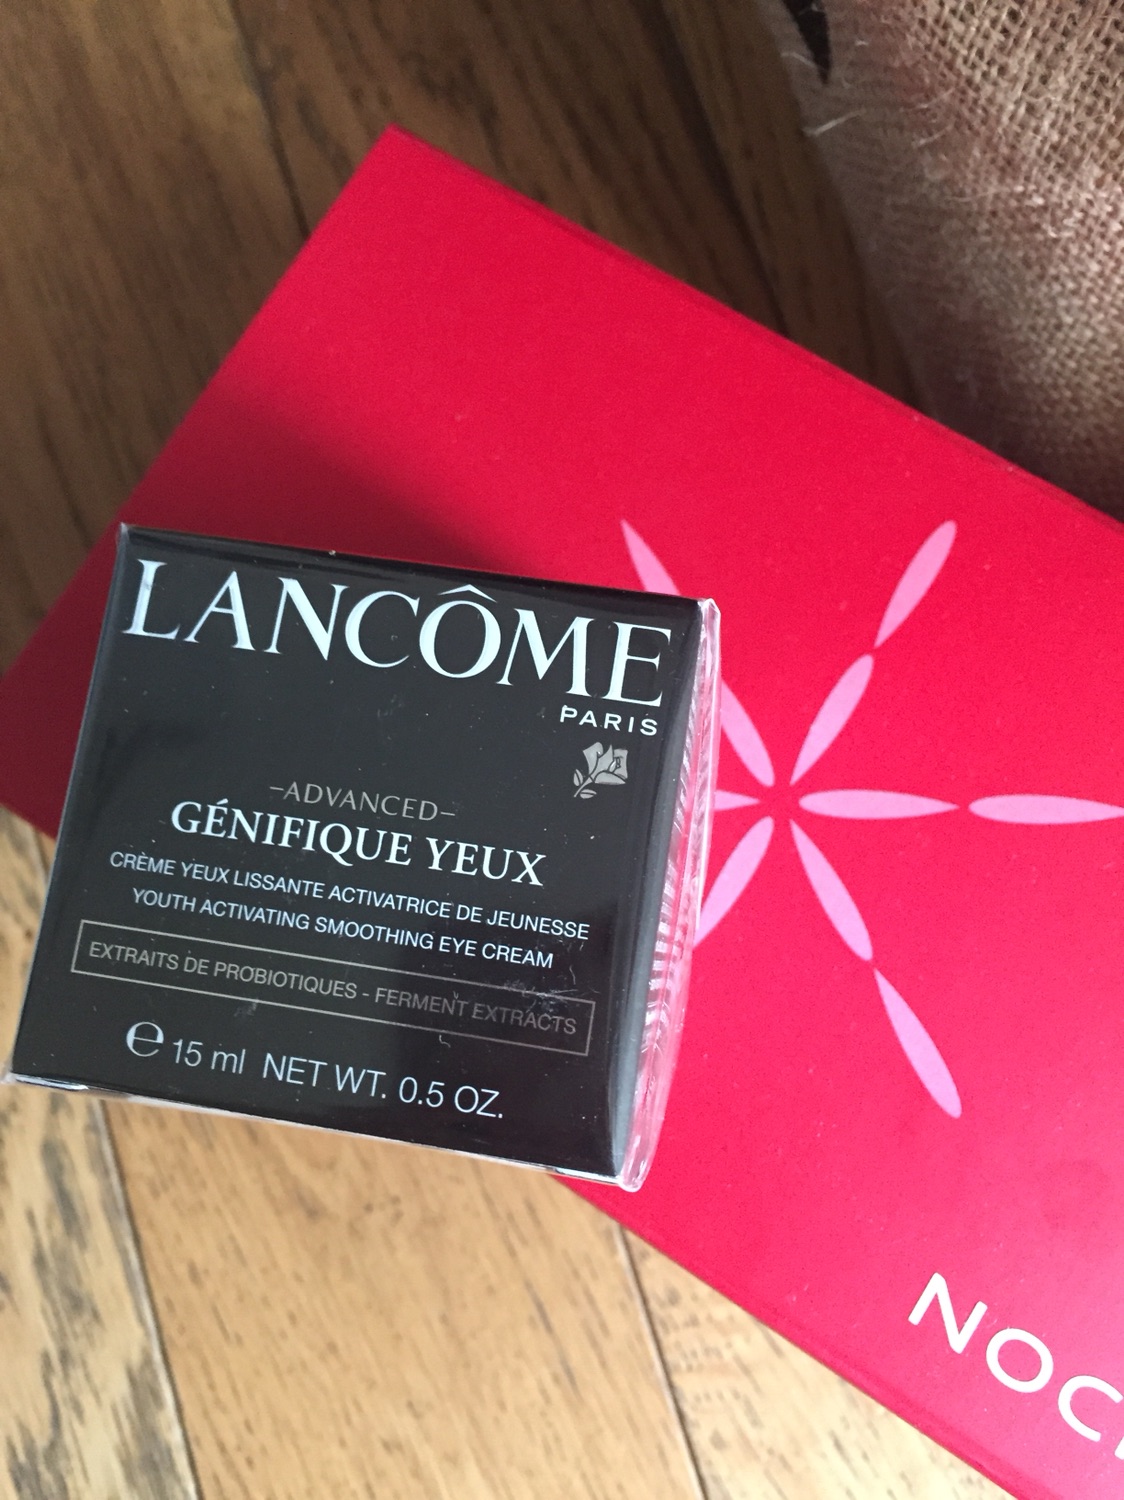 LANCÔME
PARIS
–ADVANCED–
GÉNIFIQUE YEUX
CRÈME YEUX LISSANTE ACTIVATRICE DE JEUNESSE
YOUTH ACTIVATING SMOOTHING EYE CREAM
EXTRAITS DE PROBIOTIQUES - FERMENT EXTRACTS
℮ 15 ml NET WT. 0.5 OZ.
NOC